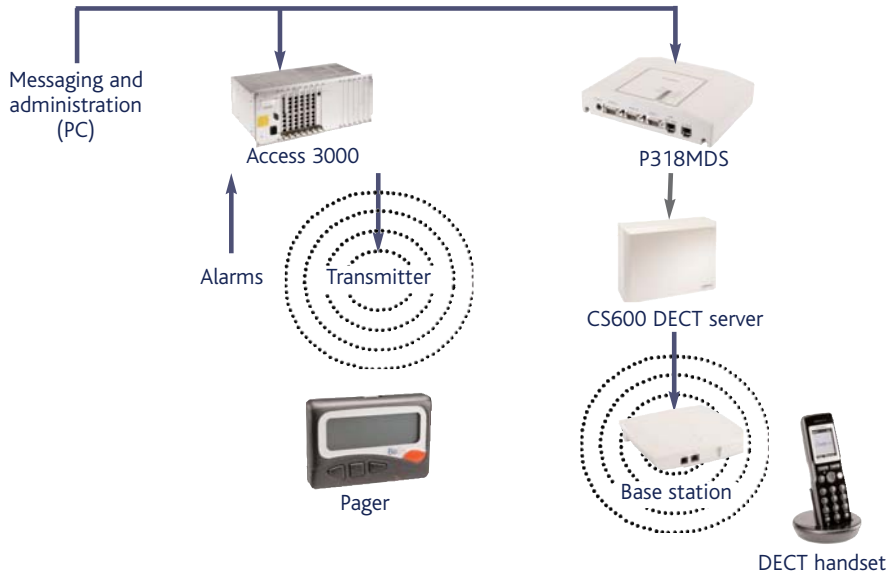 Messaging and
administration
(PC)
Access 3000
P318MDS
Alarms
Transmitter
CS600 DECT server
Pager
Base station
DECT handset